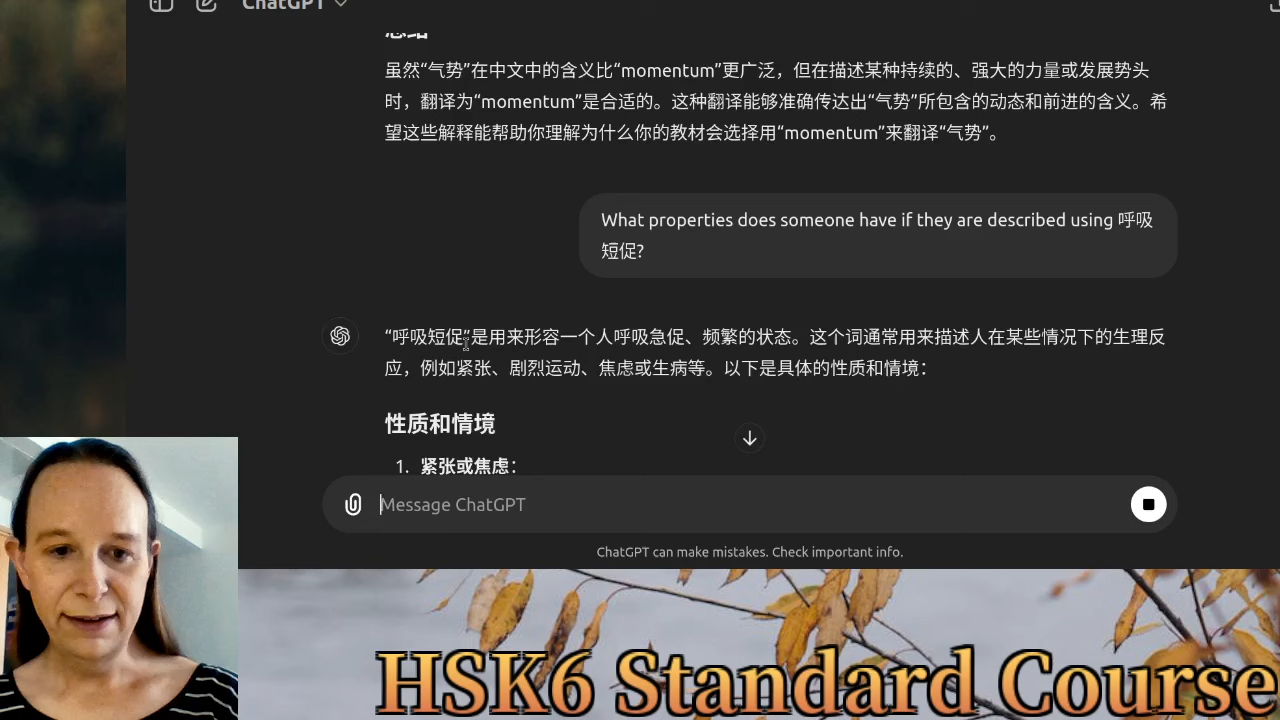 ChatGPT
总结
虽然“气势”在中文中的含义比“momentum”更广泛，但在描述某种持续的、强大的力量或发展势头
时，翻译为“momentum”是合适的。这种翻译能够准确传达出“气势”所包含的动态和前进的含义。希
望这些解释能帮助你理解为什么你的教材会选择用“momentum”来翻译“气势”。
What properties does someone have if they are described using 呼吸
短促?
“呼吸短促”是用来形容一个人呼吸急促、频繁的状态。这个词通常用来描述人在某些情况下的生理反
应，例如紧张、剧烈运动、焦虑或生病等。以下是具体的性质和情境：
性质和情境
1. 紧张或焦虑：
Message ChatGPT
ChatGPT can make mistakes. Check important info.
HSK6 Standard Course